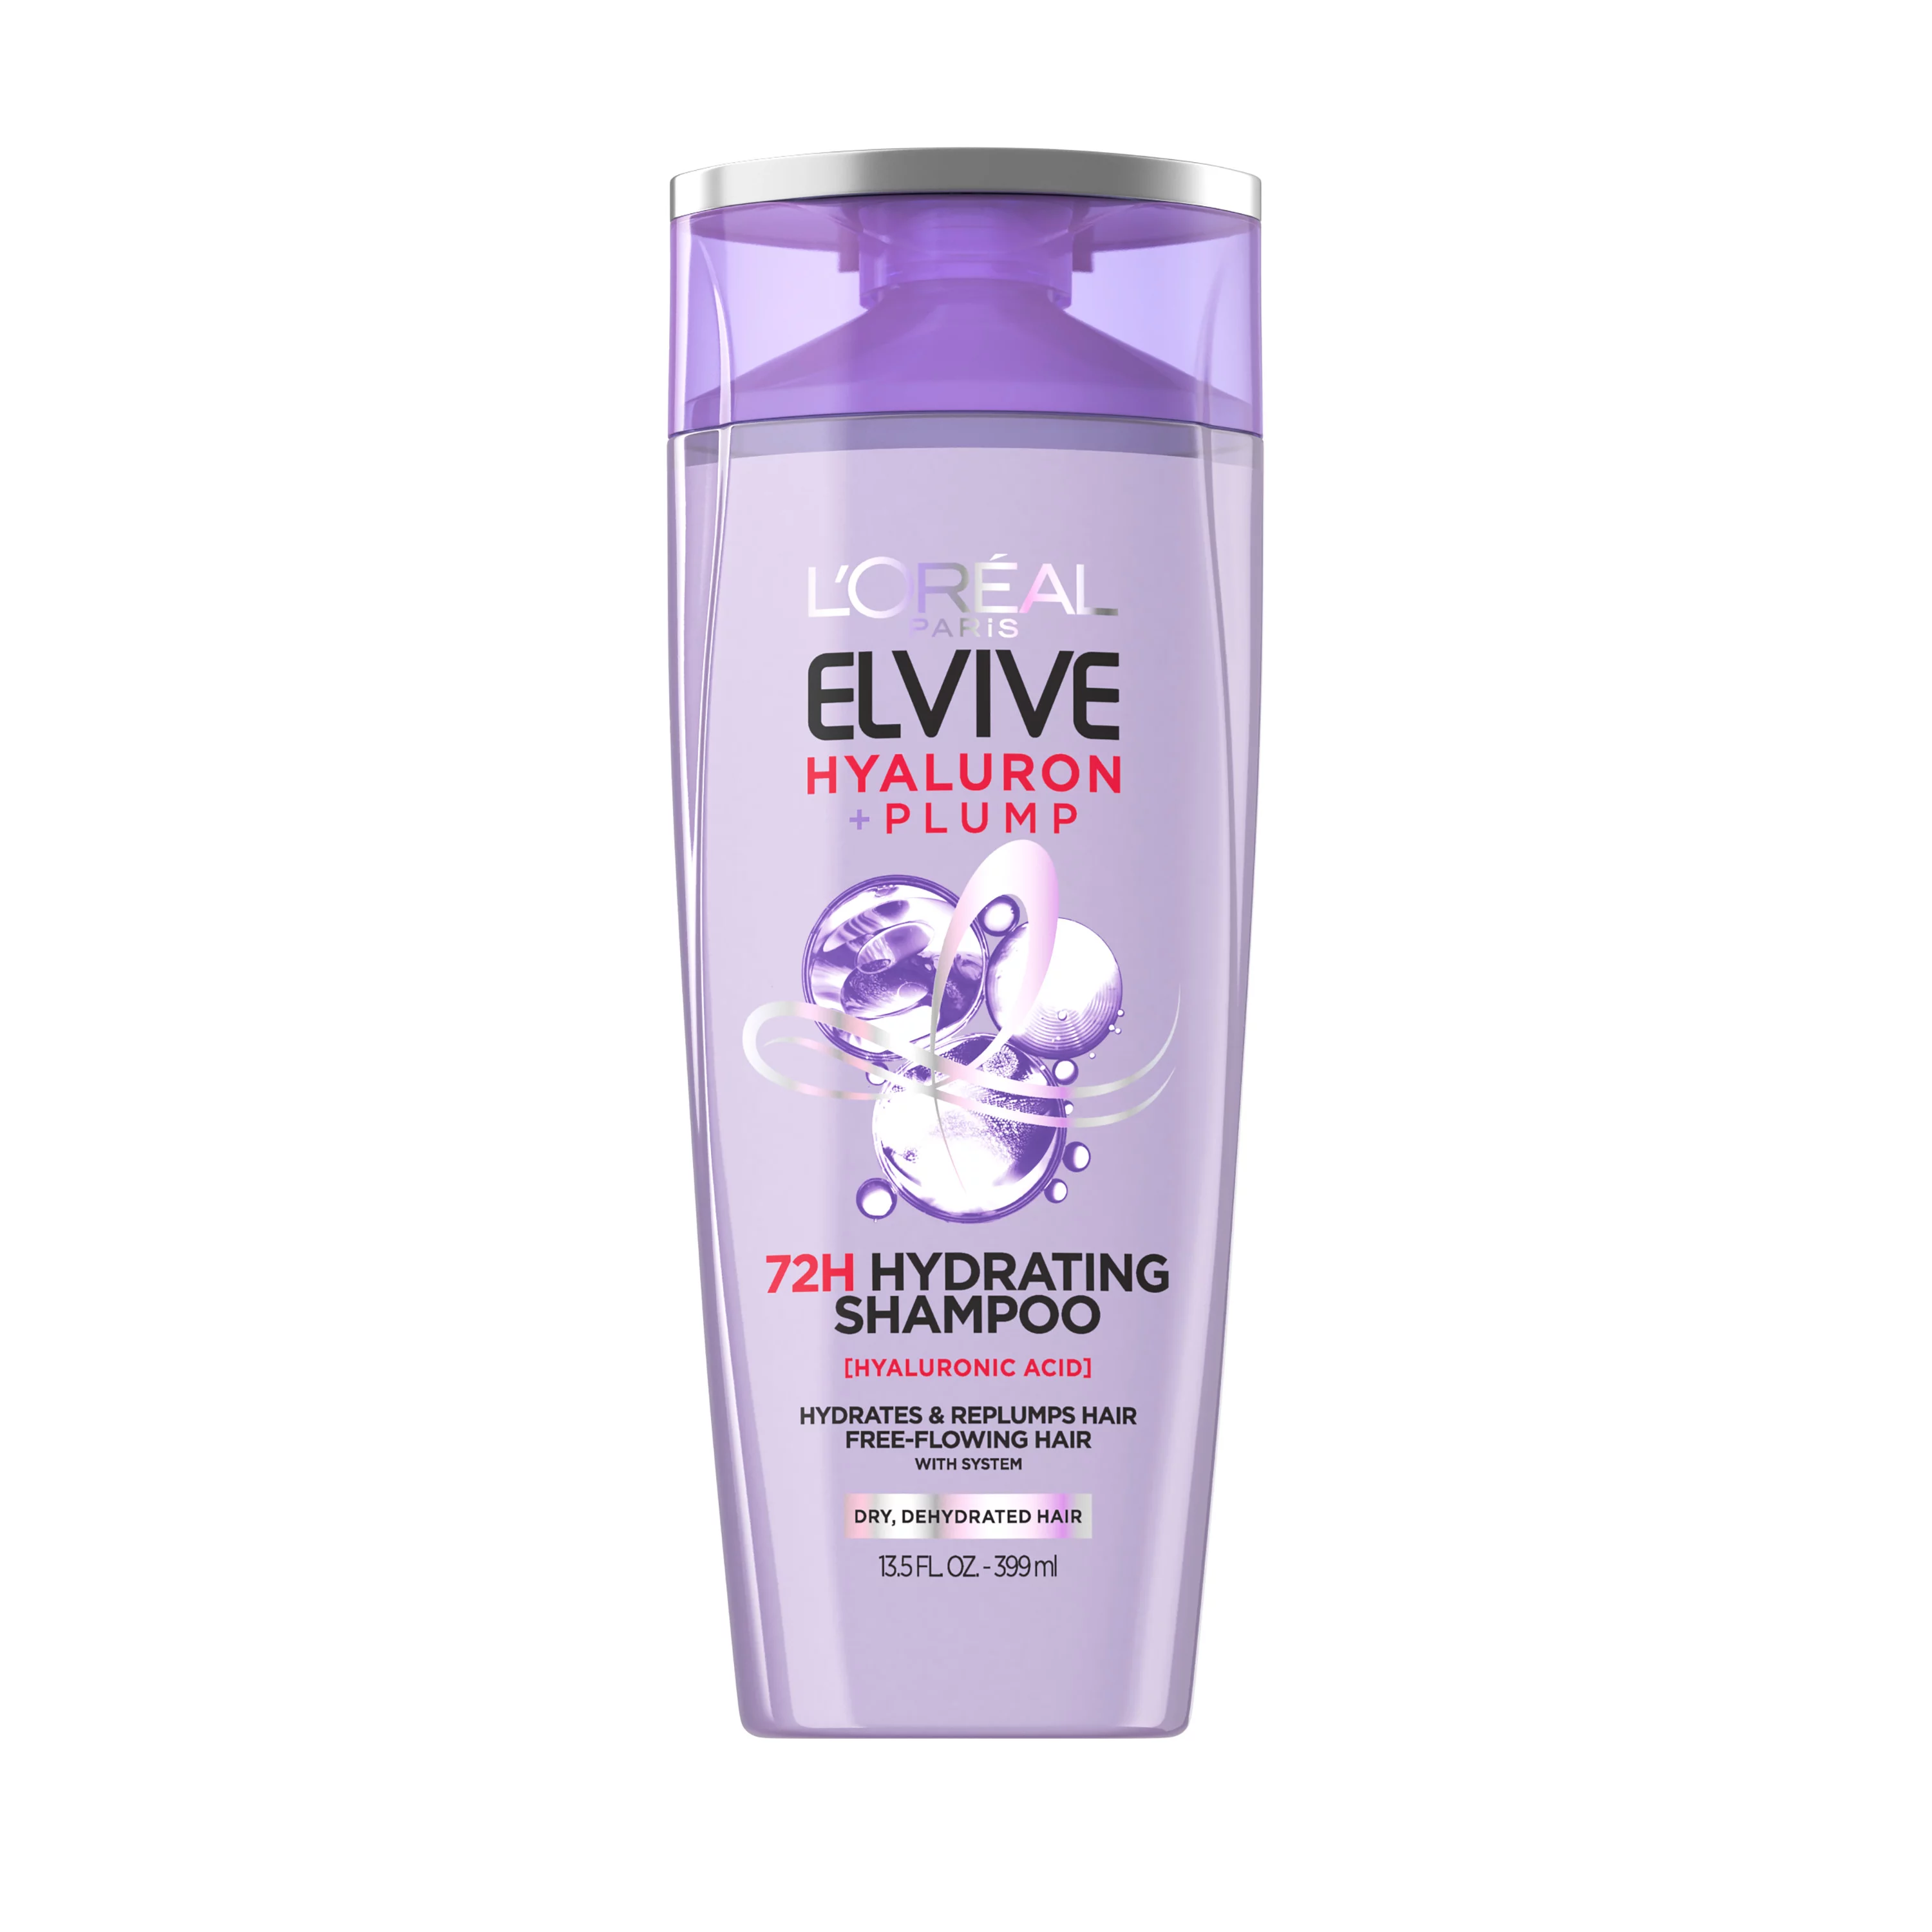 L'ORÉAL
PARiS
ELVIVE
HYALURON
+ PLUMP
72H HYDRATING
SHAMPOO
[HYALURONIC ACID]
HYDRATES & REPLUMPS HAIR
FREE-FLOWING HAIR
WITH SYSTEM
DRY, DEHYDRATED HAIR
13.5 FL. OZ. - 399 ml